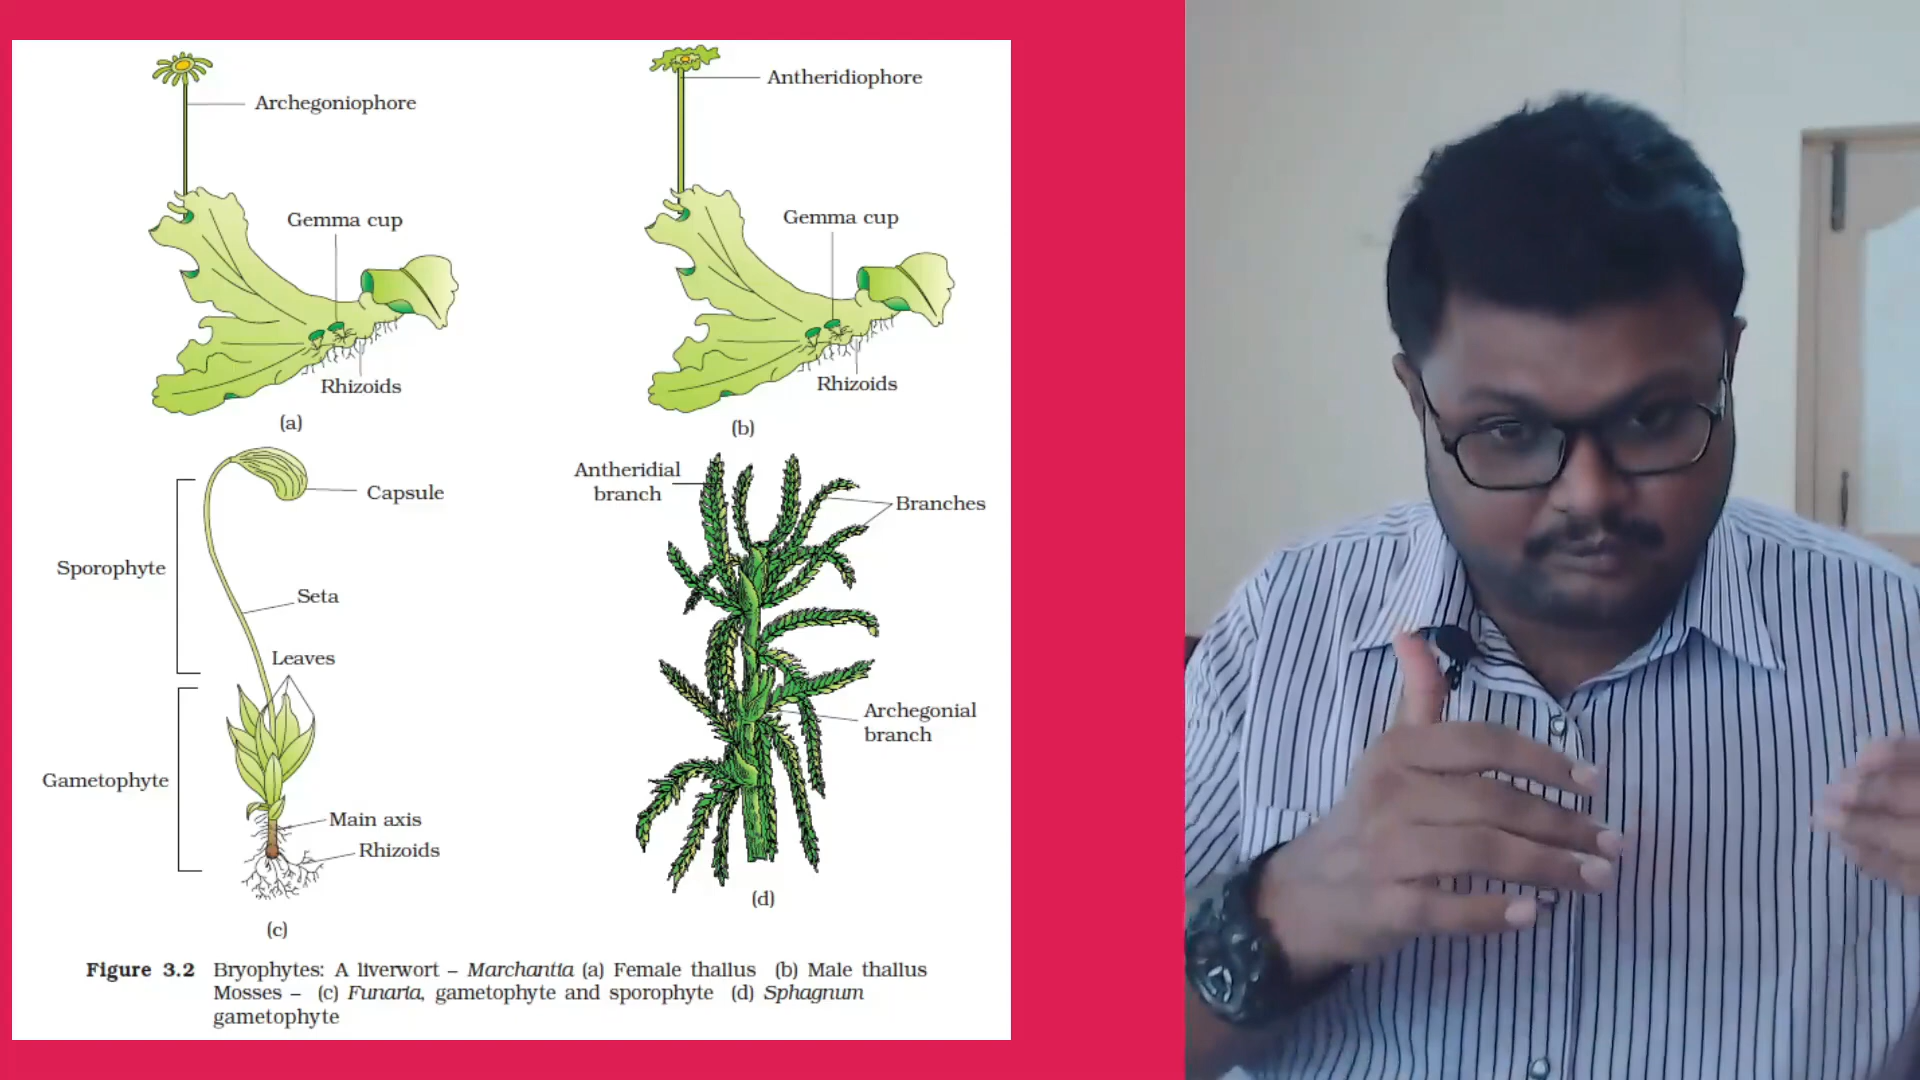 Archegoniophore
Gemma cup
Rhizoids
(a)
Antheridiophore
Gemma cup
Rhizoids
(b)
Capsule
Sporophyte
Seta
Leaves
Gametophyte
Main axis
Rhizoids
(c)
Antheridial
branch
Branches
Archegonial
branch
(d)
Figure 3.2 Bryophytes: A liverwort – Marchantia (a) Female thallus (b) Male thallus
Mosses – (c) Funaria, gametophyte and sporophyte (d) Sphagnum
gametophyte